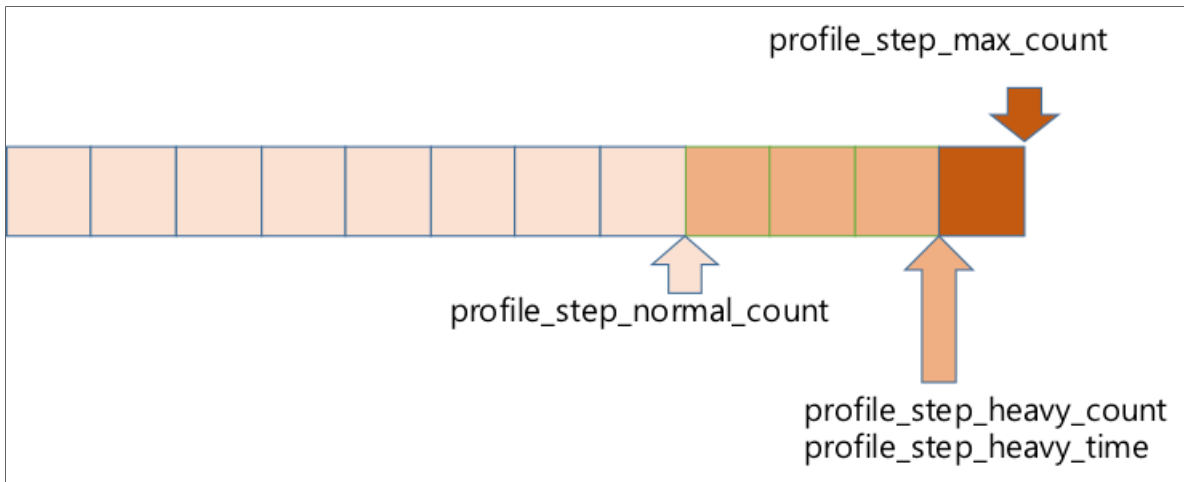 profile_step_max_count
profile_step_normal_count
profile_step_heavy_count
profile_step_heavy_time